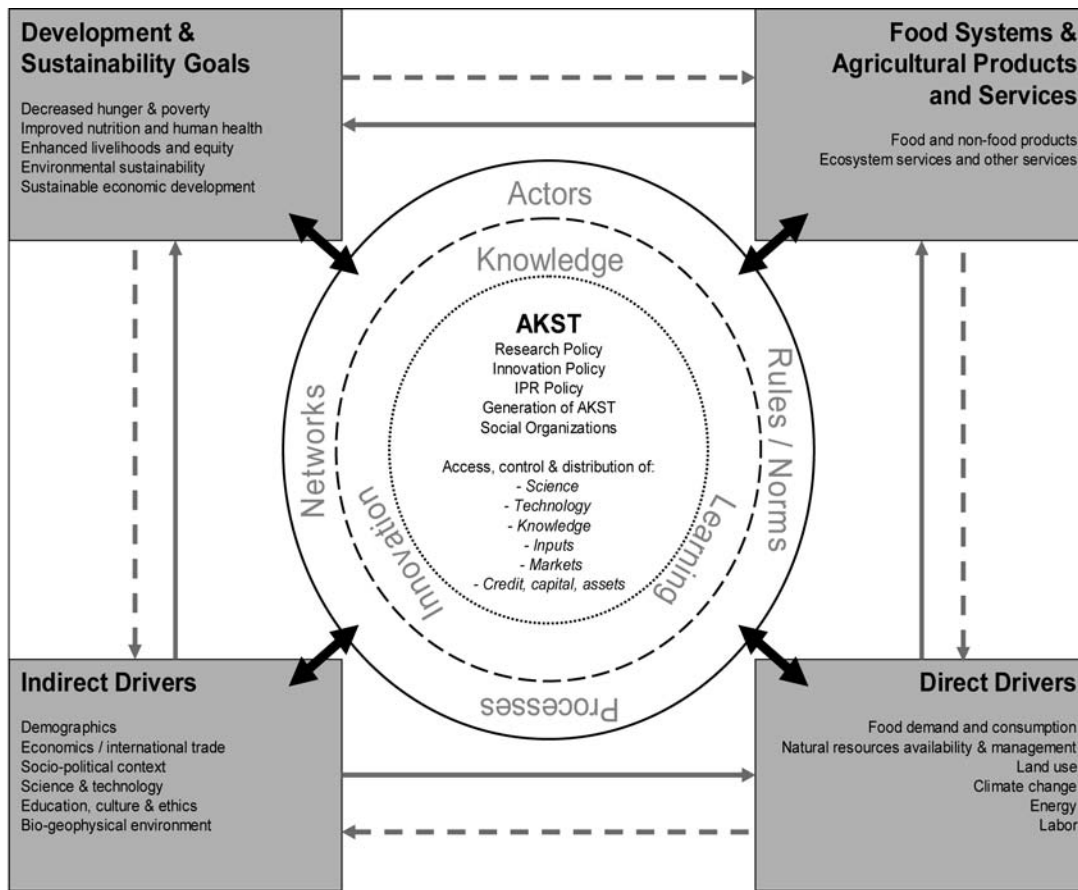 Development &
Sustainability Goals
Decreased hunger & poverty
Improved nutrition and human health
Enhanced livelihoods and equity
Environmental sustainability
Sustainable economic development
Food Systems &
Agricultural Products
and Services
Food and non-food products
Ecosystem services and other services
Actors
Knowledge
AKST
Research Policy
Innovation Policy
IPR Policy
Generation of AKST
Social Organizations
Access, control & distribution of:
- Science
- Technology
- Knowledge
- Inputs
- Markets
- Credit, capital, assets
Networks
Innovation
Learning
Rules / Norms
Processes
Indirect Drivers
Demographics
Economics / international trade
Socio-political context
Science & technology
Education, culture & ethics
Bio-geophysical environment
Direct Drivers
Food demand and consumption
Natural resources availability & management
Land use
Climate change
Energy
Labor